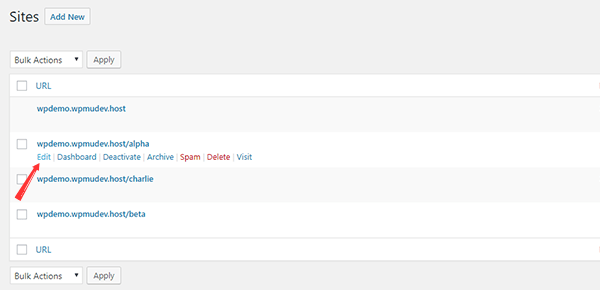 Sites Add New
Bulk Actions Apply
URL
wpdemo.wpmudev.host
wpdemo.wpmudev.host/alpha
Edit | Dashboard | Deactivate | Archive | Spam | Delete | Visit
wpdemo.wpmudev.host/charlie
wpdemo.wpmudev.host/beta
URL
Bulk Actions Apply